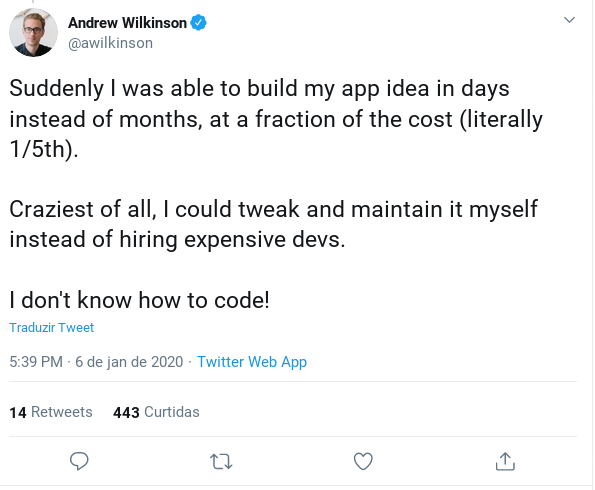 Andrew Wilkinson
@awilkinson
Suddenly I was able to build my app idea in days
instead of months, at a fraction of the cost (literally
1/5th).
Craziest of all, I could tweak and maintain it myself
instead of hiring expensive devs.
I don't know how to code!
Traduzir Tweet
5:39 PM · 6 de jan de 2020 · Twitter Web App
14 Retweets 443 Curtidas